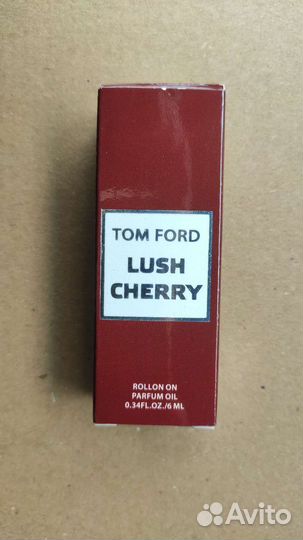 TOM FORD
LUSH
CHERRY
ROLLON ON
PARFUM OIL
0.34FL.OZ./6 ML
Avito